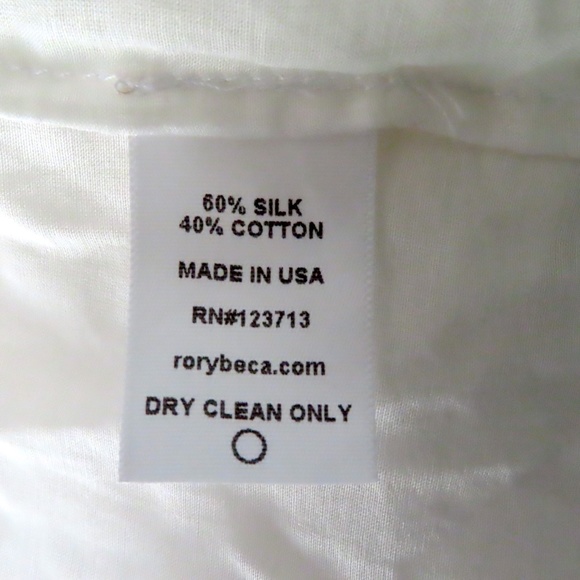 60% SILK
40% COTTON
MADE IN USA
RN#123713
rorybeca.com
DRY CLEAN ONLY